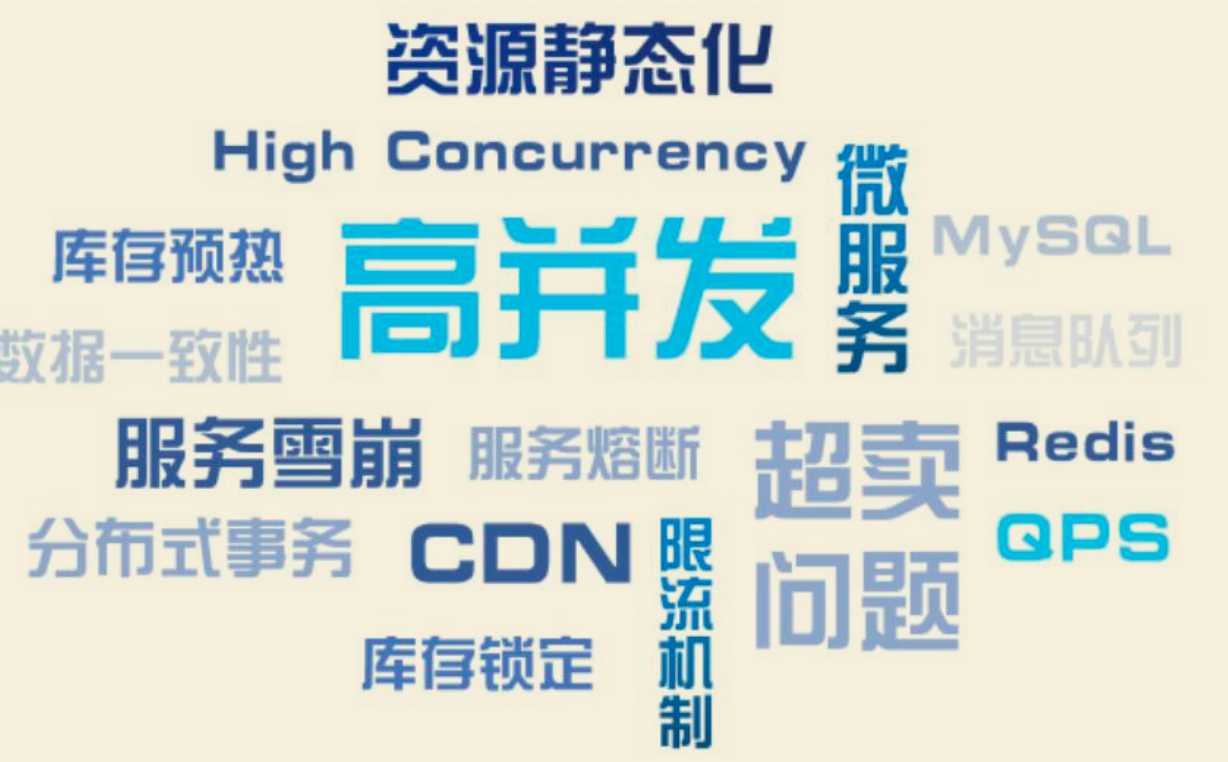 资源静态化
High Concurrency
微服务
库存预热
高并发
MySQL
数据一致性
消息队列
服务雪崩
服务熔断
超卖
问题
Redis
分布式事务
CDN
限流机制
QPS
库存锁定